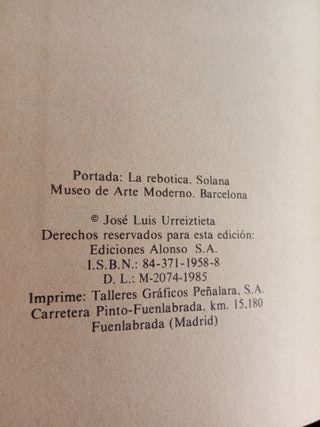 Portada: La rebotica. Solana
Museo de Arte Moderno. Barcelona
© José Luis Urreiztieta
Derechos reservados para esta edición:
Ediciones Alonso S.A.
I.S.B.N.: 84-371-1958-8
D. L.: M-2074-1985
Imprime: Talleres Gráficos Peñalara, S.A.
Carretera Pinto-Fuenlabrada, km. 15,180
Fuenlabrada (Madrid)